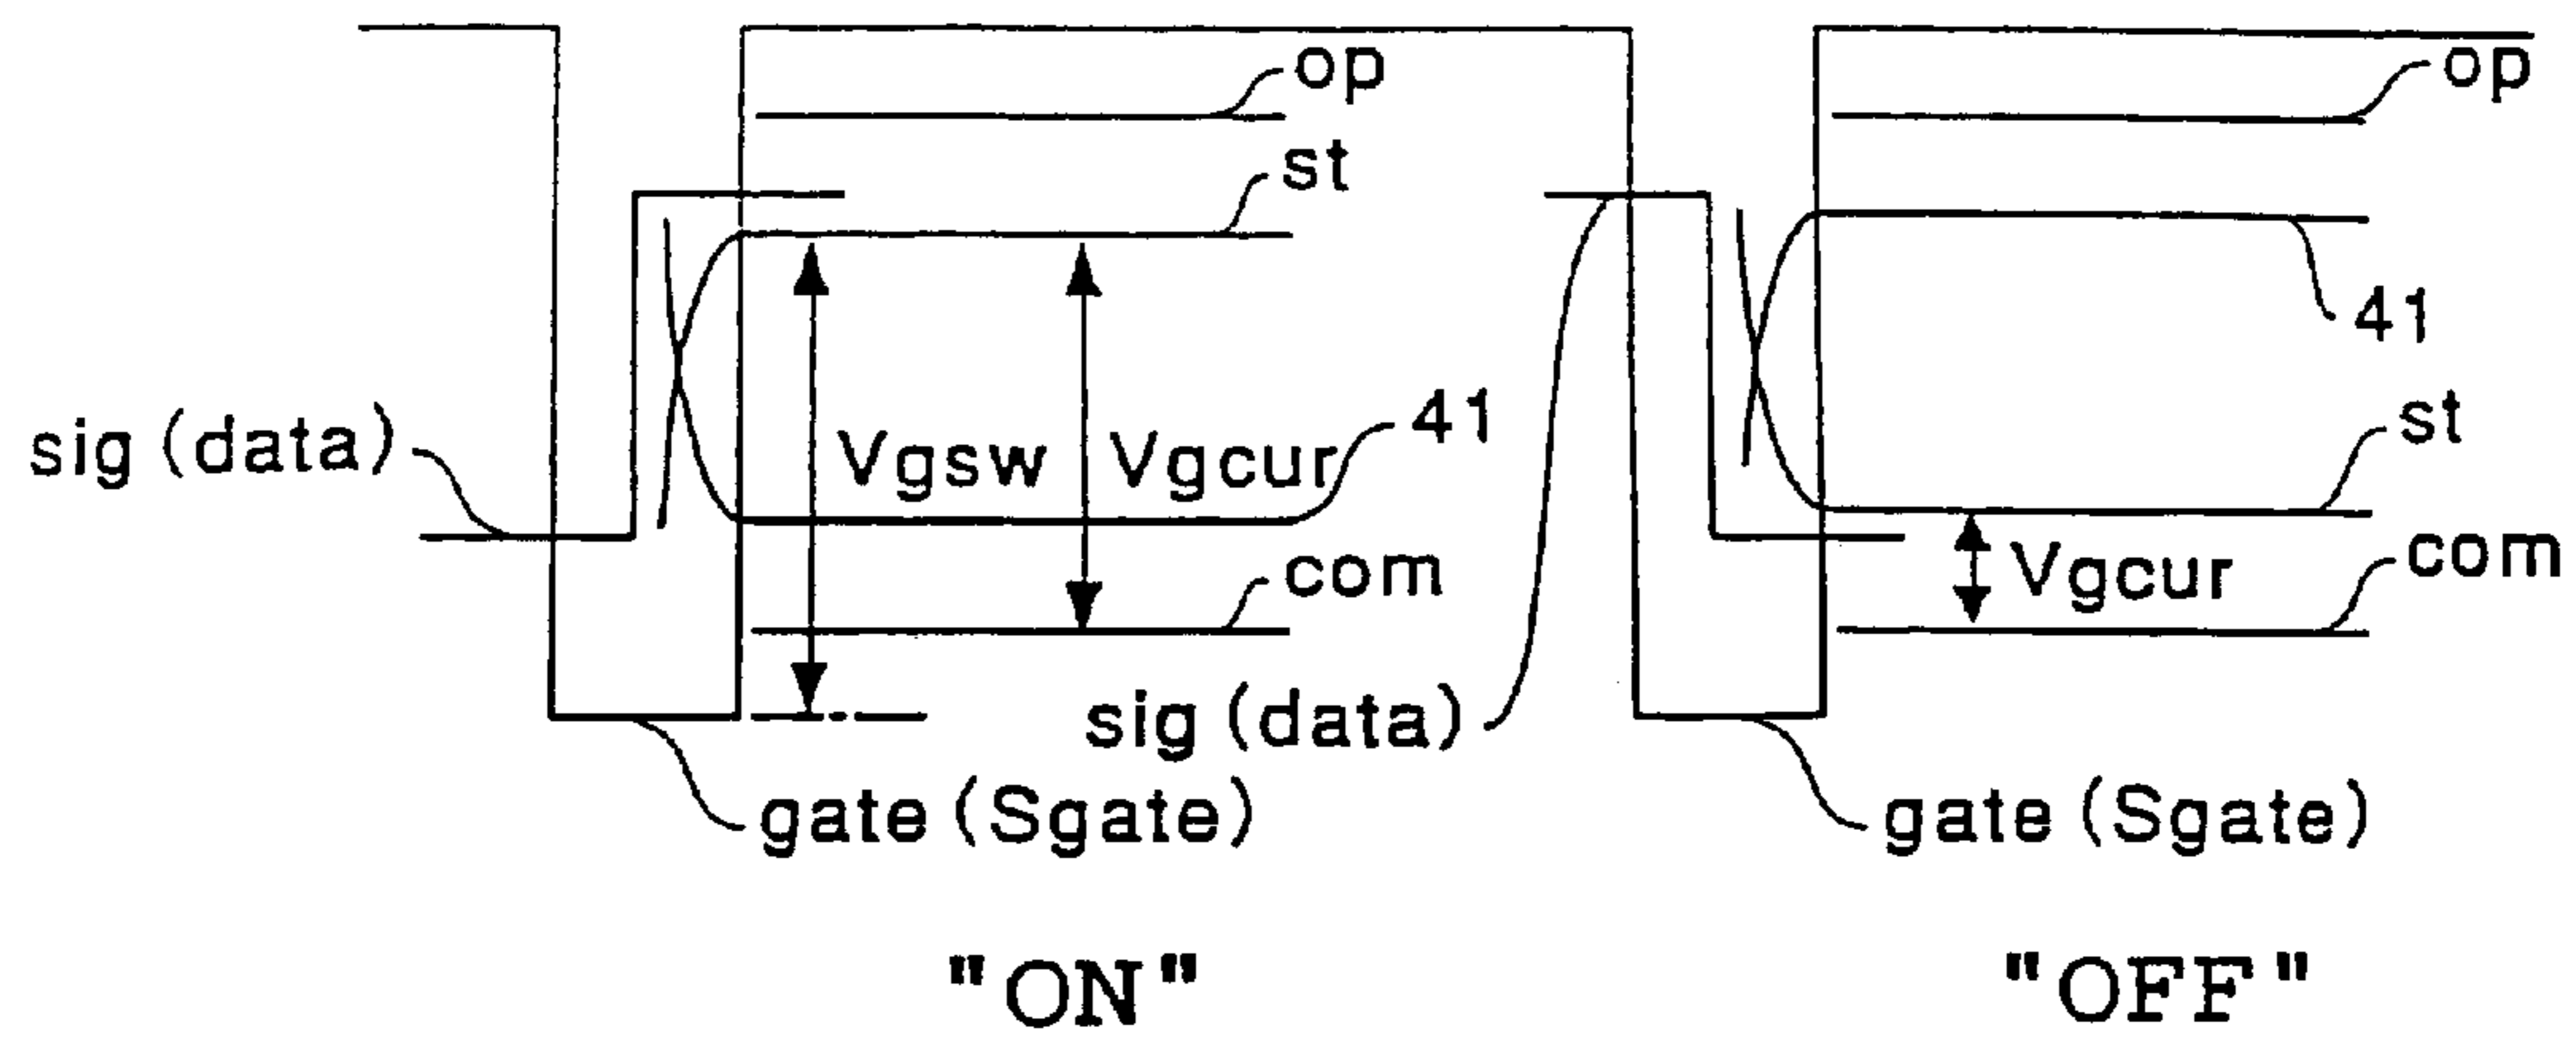 op
op
st
41
sig (data)
41
Vgsw
Vgcur
st
com
com
Vgcur
sig (data)
gate (Sgate)
gate (Sgate)
"ON"
"OFF"